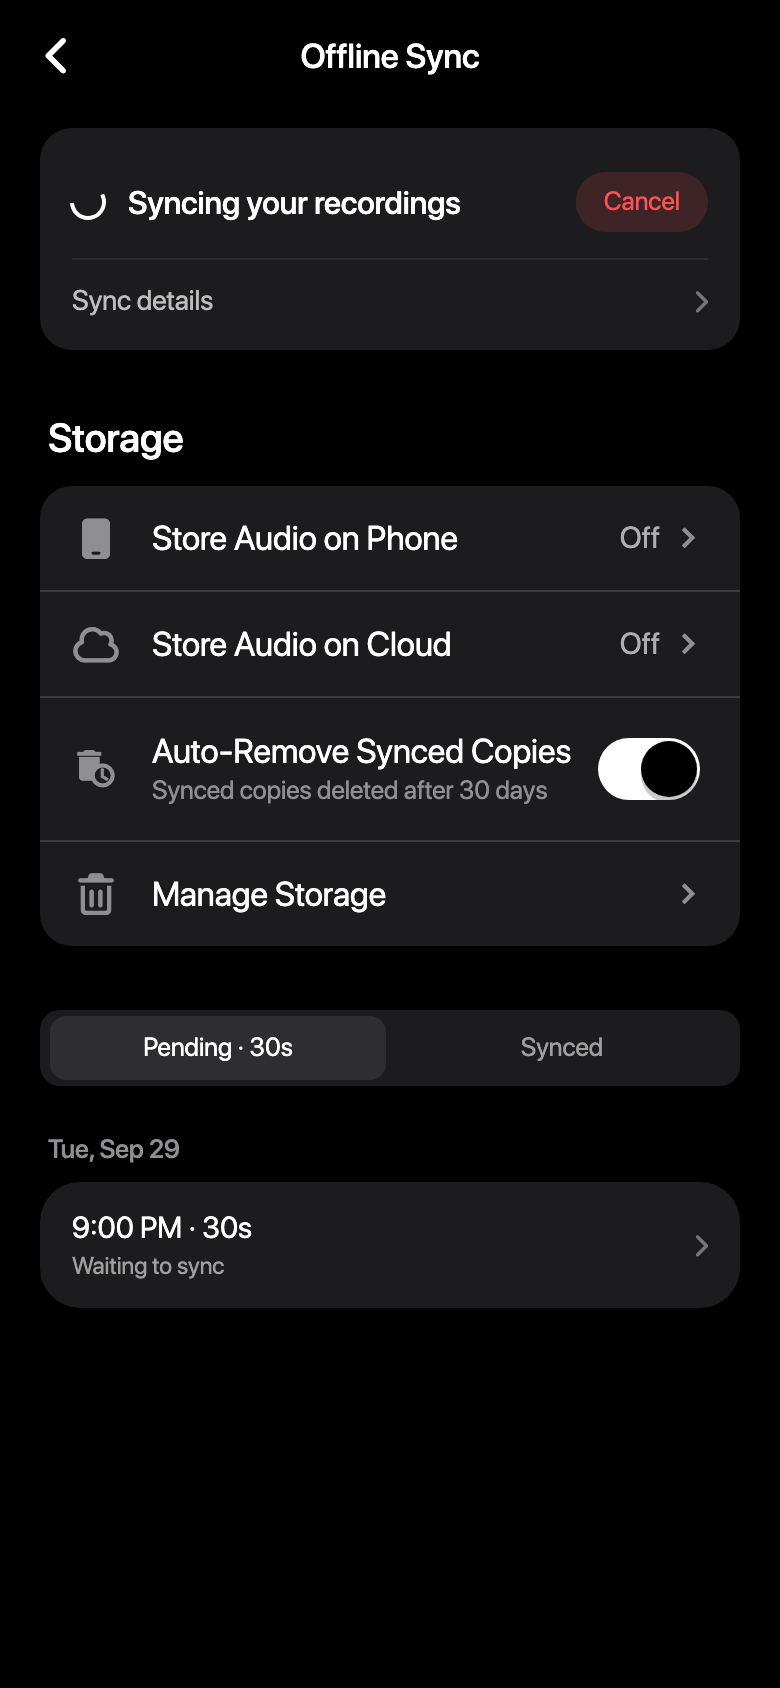 Offline Sync
Syncing your recordings
Cancel
Sync details
Storage
Store Audio on Phone
Off
Store Audio on Cloud
Off
Auto-Remove Synced Copies
Synced copies deleted after 30 days
Manage Storage
Pending · 30s
Synced
Tue, Sep 29
9:00 PM · 30s
Waiting to sync